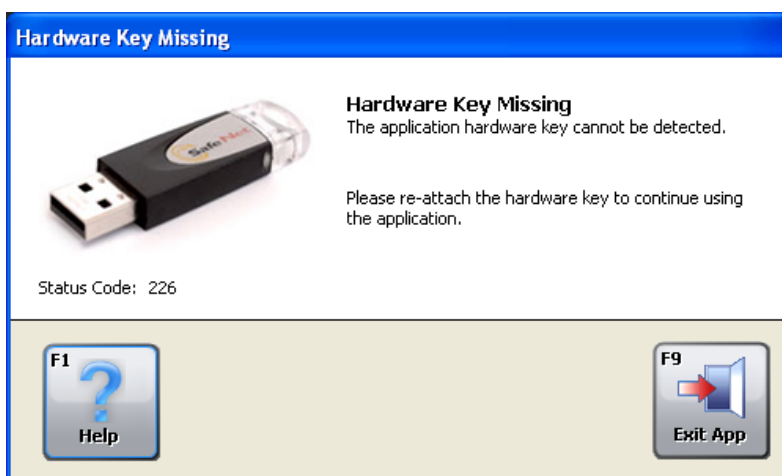 Hardware Key Missing
Hardware Key Missing
The application hardware key cannot be detected.
SafeNet
Please re-attach the hardware key to continue using
the application.
Status Code: 226
F1
Help
F9
Exit App